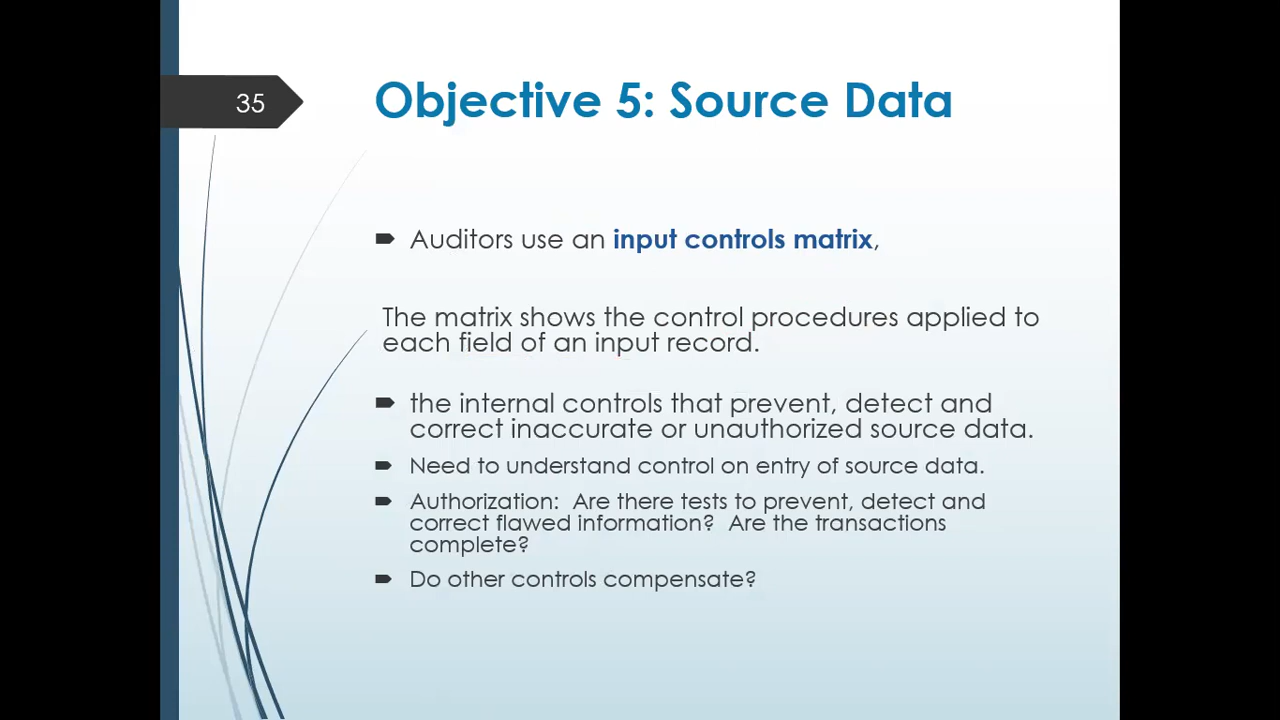 35
Objective 5: Source Data
Auditors use an input controls matrix,
The matrix shows the control procedures applied to
each field of an input record.
the internal controls that prevent, detect and
correct inaccurate or unauthorized source data.
Need to understand control on entry of source data.
Authorization:  Are there tests to prevent, detect and
correct flawed information?  Are the transactions
complete?
Do other controls compensate?